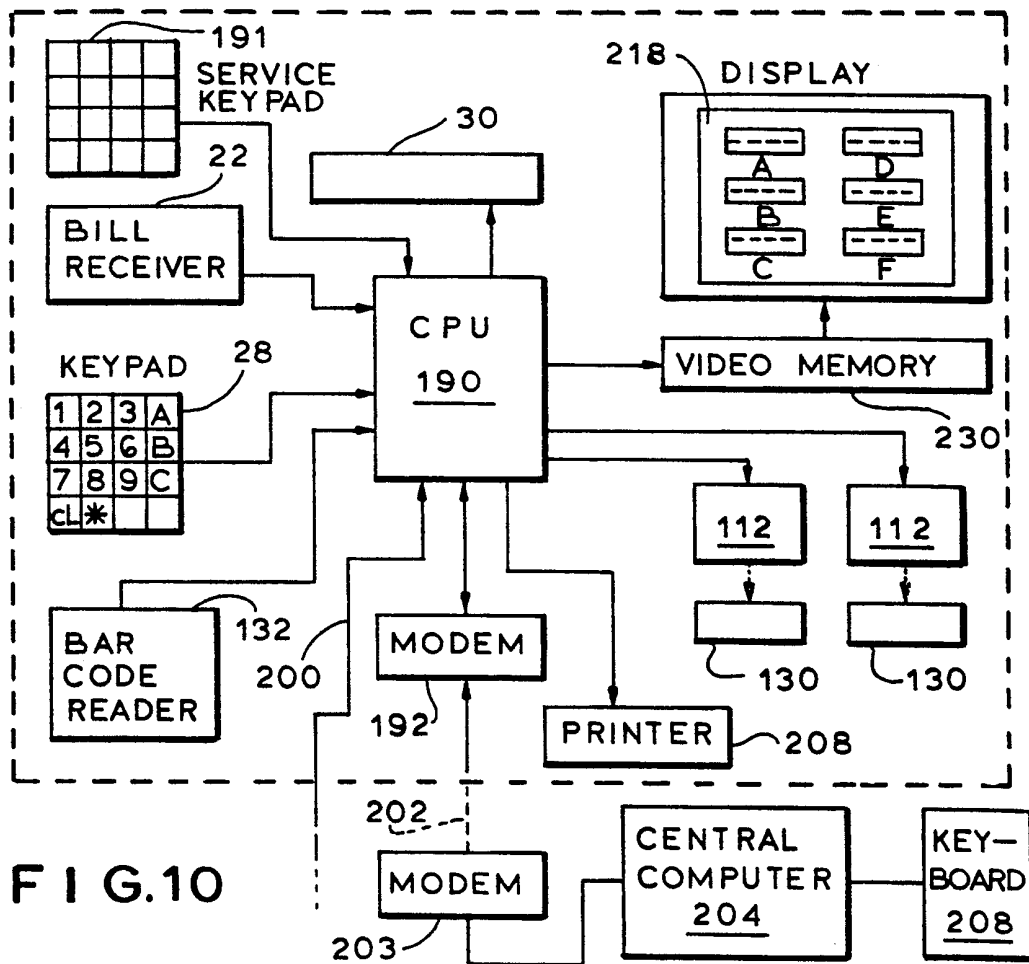 191
SERVICE
KEYPAD
30
218
DISPLAY
A
D
B
E
C
F
22
BILL
RECEIVER
CPU
190
VIDEO MEMORY
230
KEYPAD
28
1 2 3 A
4 5 6 B
7 8 9 C
CL *
112
112
132
BAR
CODE
READER
200
MODEM
192
130
130
PRINTER
208
202
FIG.10
MODEM
203
CENTRAL
COMPUTER
204
KEY-
BOARD
208